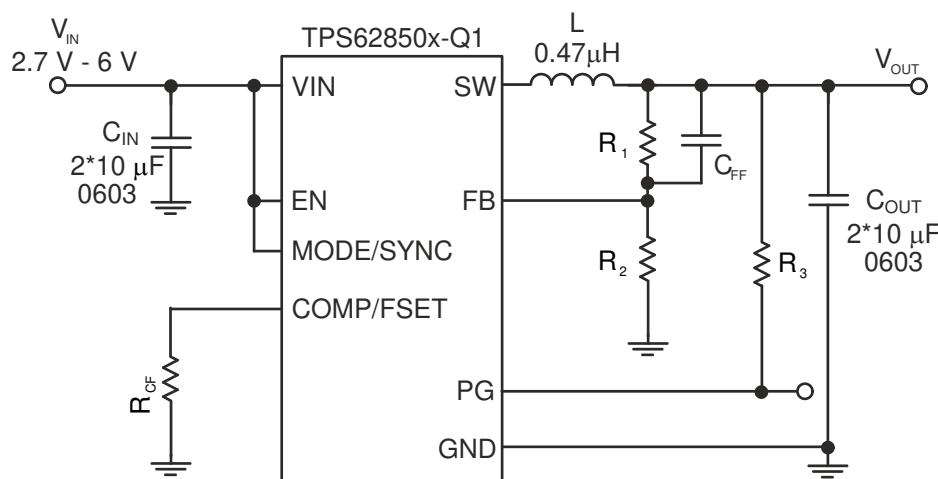 TPS62850x-Q1
V_IN
2.7 V - 6 V
L
0.47μH
V_OUT
VIN
SW
C_IN
2*10 μF
0603
R_1
C_FF
EN
FB
C_OUT
2*10 μF
0603
MODE/SYNC
R_2
R_3
COMP/FSET
R_CF
PG
GND